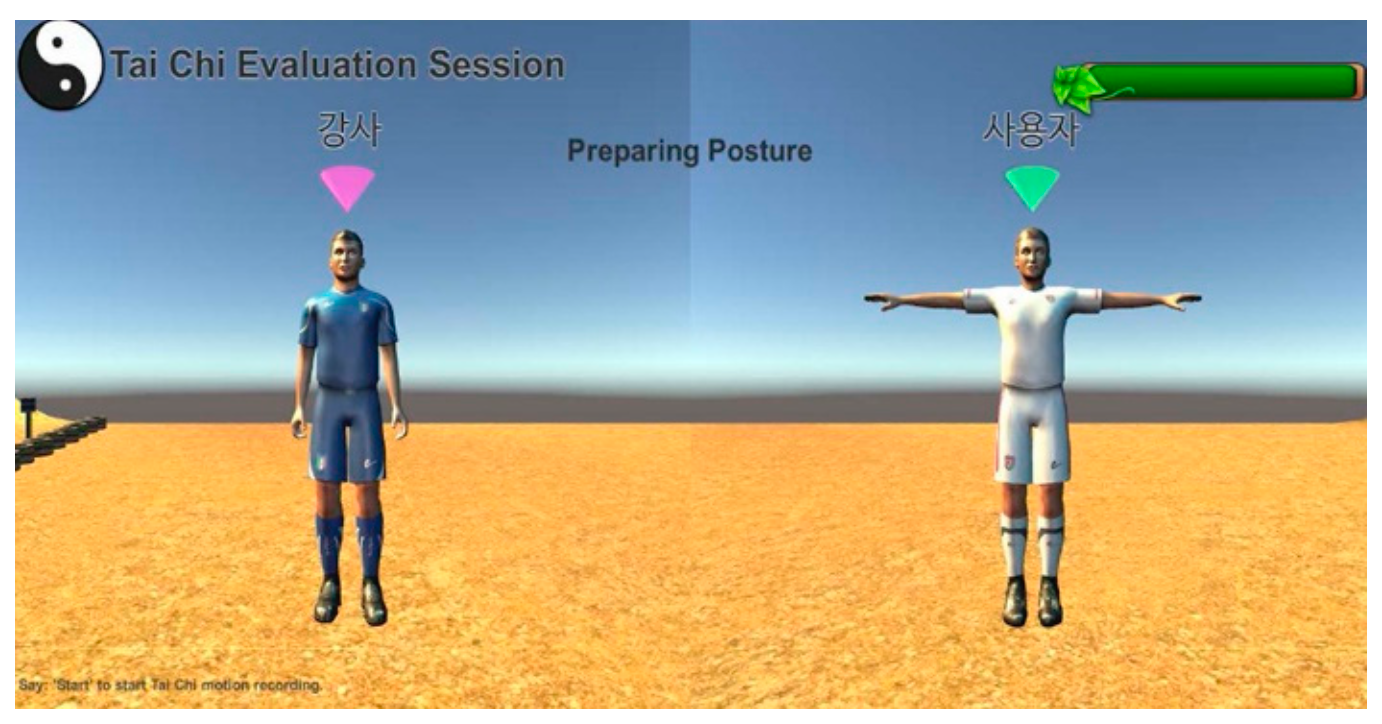 Tai Chi Evaluation Session
강사
사용자
Preparing Posture
Say: 'Start' to start Tai Chi motion recording.